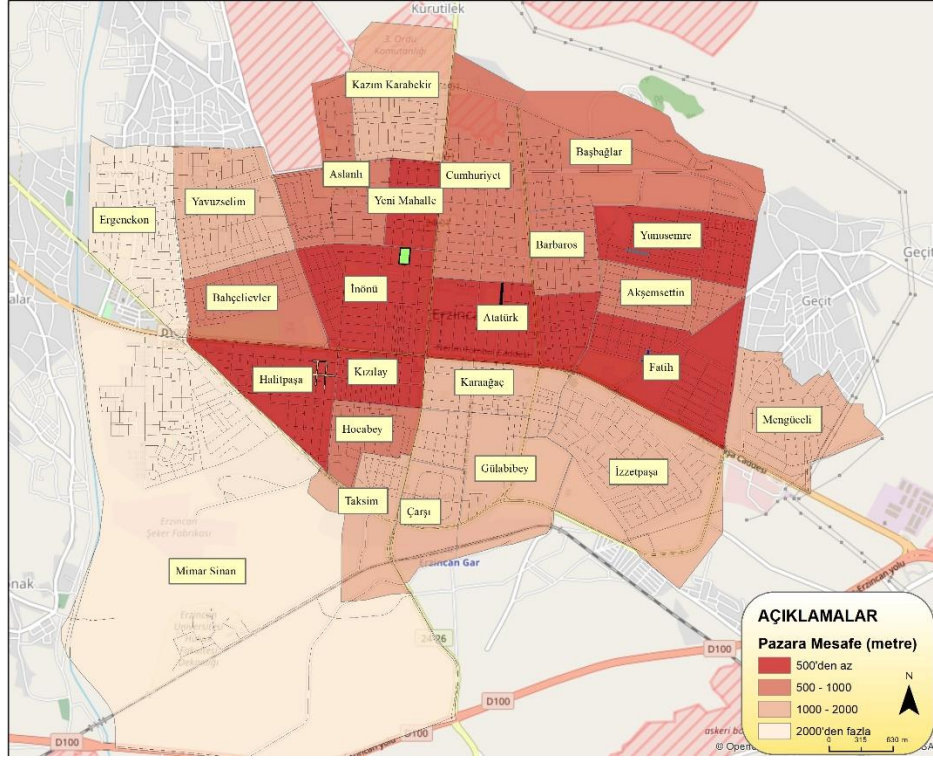 Kurutilek
3. Ordu
Komutanlığı
Kazım Karabekir
Başbağlar
Aslanlı
Cumhuriyet
Yeni Mahalle
Yavuzselim
Ergenekon
Yunusemre
Barbaros
Geçit
İnönü
Akşemsettin
Bahçelievler
Geçit
Atatürk
Fatih
Halitpaşa
Kızılay
Karaağaç
Mengüceli
Hocabey
Gülabibey
İzzetpaşa
Taksim
Çarşı
Erzincan
Şeker Fabrikası
Erzincan Gar
Mimar Sinan
Erzincan yolu
Erzincan
D100
D100
D100
D100
AÇIKLAMALAR
Pazara Mesafe (metre)
500'den az
500 - 1000
1000 - 2000
2000'den fazla
N
0 315 630 m